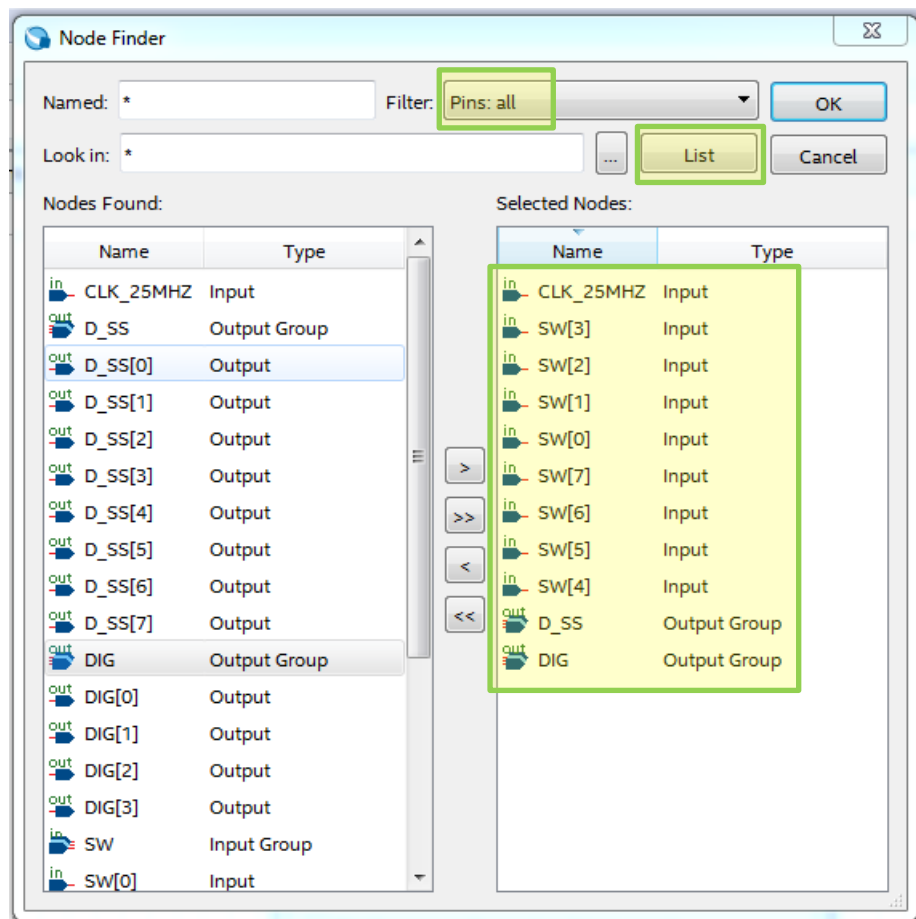 Node Finder
Named: * Filter: Pins: all OK
Look in: * ... List Cancel
Nodes Found: Selected Nodes:
Name Type Name Type
in CLK_25MHZ Input in CLK_25MHZ Input
out D_SS Output Group in SW[3] Input
out D_SS[0] Output in SW[2] Input
out D_SS[1] Output in SW[1] Input
out D_SS[2] Output in SW[0] Input
out D_SS[3] Output in SW[7] Input
> 
out D_SS[4] Output in SW[6] Input
>>
out D_SS[5] Output in SW[5] Input
<
out D_SS[6] Output in SW[4] Input
out D_SS[7] Output << out D_SS Output Group
out DIG Output Group out DIG Output Group
out DIG[0] Output
out DIG[1] Output
out DIG[2] Output
out DIG[3] Output
in SW Input Group
in SW[0] Input